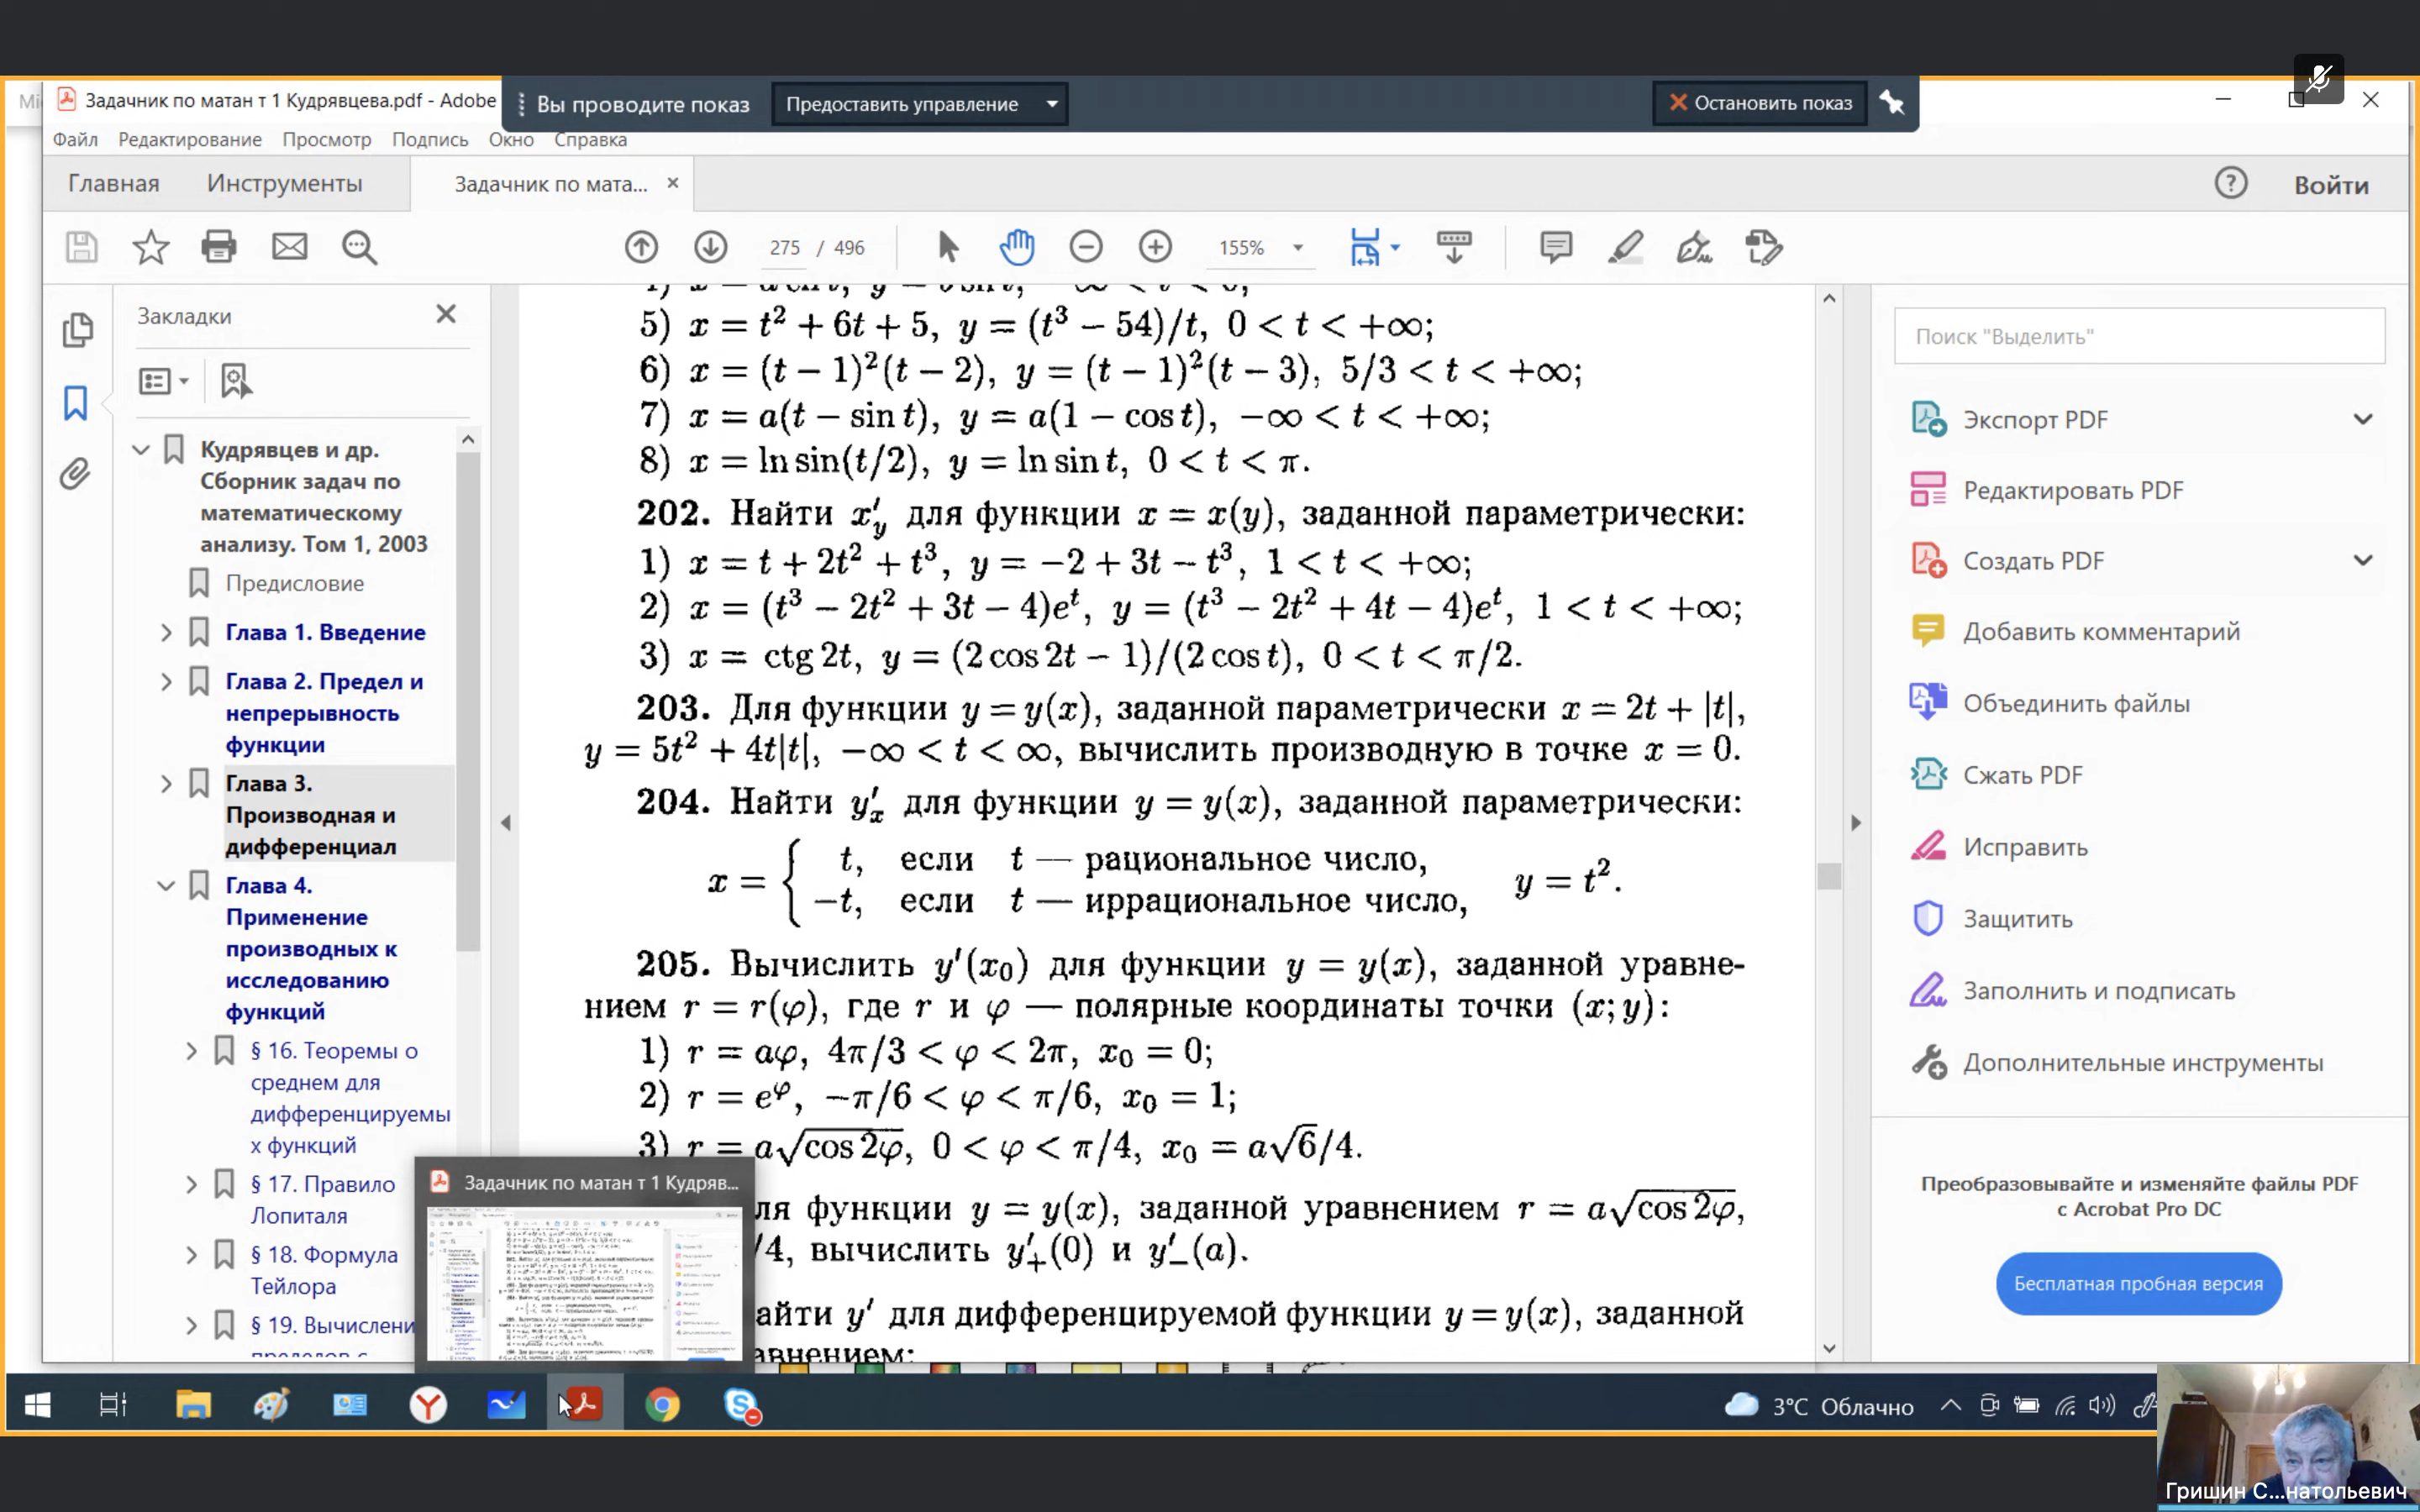 Задачник по матан т 1 Кудрявцева.pdf - Adobe
Вы проводите показ
Предоставить управление
Остановить показ
Файл Редактирование Просмотр Подпись Окно Справка
Главная Инструменты Задачник по мата... ×
Войти
275 / 496
155%
Закладки
Кудрявцев и др.
Сборник задач по
математическому
анализу. Том 1, 2003
Предисловие
Глава 1. Введение
Глава 2. Предел и
непрерывность
функции
Глава 3.
Производная и
дифференциал
Глава 4.
Применение
производных к
исследованию
функций
§ 16. Теоремы о
среднем для
дифференцируемы
х функций
§ 17. Правило
Лопиталя
§ 18. Формула
Тейлора
§ 19. Вычислени
5) x = t² + 6t + 5, y = (t³ − 54)/t, 0 < t < +∞;
6) x = (t − 1)²(t − 2), y = (t − 1)²(t − 3), 5/3 < t < +∞;
7) x = a(t − sin t), y = a(1 − cos t), −∞ < t < +∞;
8) x = ln sin(t/2), y = ln sin t, 0 < t < π.
202. Найти x′y для функции x = x(y), заданной параметрически:
1) x = t + 2t² + t³, y = −2 + 3t − t³, 1 < t < +∞;
2) x = (t³ − 2t² + 3t − 4)eᵗ, y = (t³ − 2t² + 4t − 4)eᵗ, 1 < t < +∞;
3) x = ctg 2t, y = (2 cos 2t − 1)/(2 cos t), 0 < t < π/2.
203. Для функции y = y(x), заданной параметрически x = 2t + |t|,
y = 5t² + 4t|t|, −∞ < t < ∞, вычислить производную в точке x = 0.
204. Найти y′x для функции y = y(x), заданной параметрически:
x = { t, если t — рациональное число,
−t, если t — иррациональное число, y = t².
205. Вычислить y′(x₀) для функции y = y(x), заданной уравне-
нием r = r(φ), где r и φ — полярные координаты точки (x; y):
1) r = aφ, 4π/3 < φ < 2π, x₀ = 0;
2) r = e^φ, −π/6 < φ < π/6, x₀ = 1;
3) r = a√cos 2φ, 0 < φ < π/4, x₀ = a√6/4.
ля функции y = y(x), заданной уравнением r = a√cos 2φ,
/4, вычислить y′₊(0) и y′₋(a).
айти y′ для дифференцируемой функции y = y(x), заданной
авнением:
Поиск "Выделить"
Экспорт PDF
Редактировать PDF
Создать PDF
Добавить комментарий
Объединить файлы
Сжать PDF
Исправить
Защитить
Заполнить и подписать
Дополнительные инструменты
Преобразовывайте и изменяйте файлы PDF
с Acrobat Pro DC
Бесплатная пробная версия
Задачник по матан т 1 Кудряв...
3°C Облачно
Гришин С...натольевич